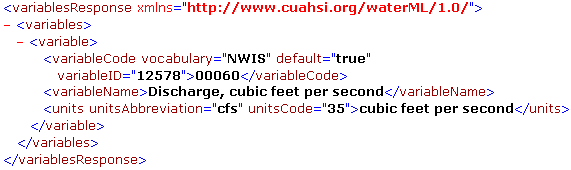 <variablesResponse xmlns="http://www.cuahsi.org/waterML/1.0/">
- <variables>
- <variable>
<variableCode vocabulary="NWIS" default="true"
variableID="12578">00060</variableCode>
<variableName>Discharge, cubic feet per second</variableName>
<units unitsAbbreviation="cfs" unitsCode="35">cubic feet per second</units>
</variable>
</variables>
</variablesResponse>